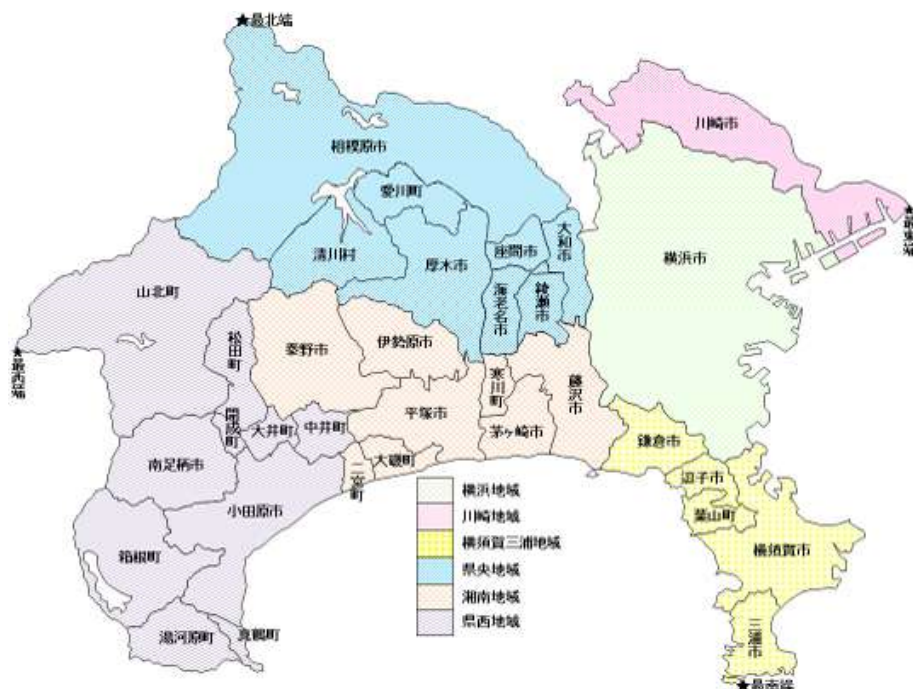 ★最北端
川崎市
相模原市
愛川町
★最東端
大和市
座間市
清川村
厚木市
横浜市
山北町
海老名市
綾瀬市
松田町
秦野市
伊勢原市
★最西端
寒川町
藤沢市
開成町
大井町
中井町
平塚市
茅ヶ崎市
鎌倉市
南足柄市
大磯町
二宮町
逗子市
小田原市
葉山町
箱根町
横須賀市
湯河原町
真鶴町
三浦市
★最南端
横浜地域
川崎地域
横須賀三浦地域
県央地域
湘南地域
県西地域